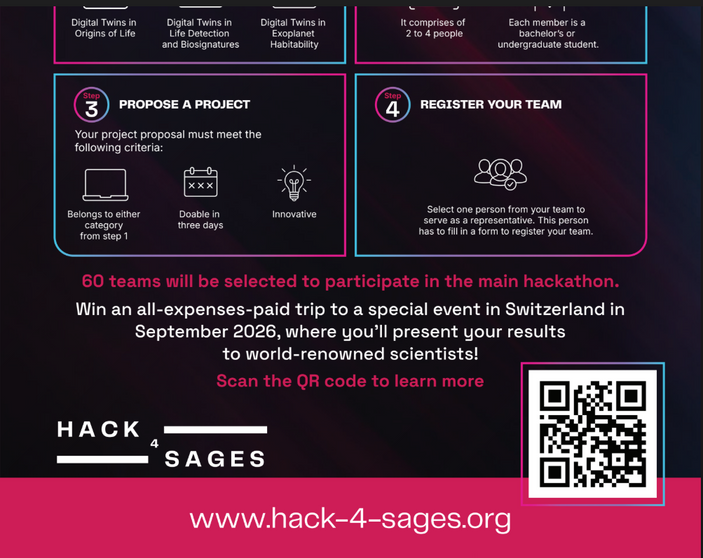 Digital Twins in
Origins of Life
Digital Twins in
Life Detection
and Biosignatures
Digital Twins in
Exoplanet
Habitability
It comprises of
2 to 4 people
Each member is a
bachelor's or
undergraduate student.
Step
3
PROPOSE A PROJECT
Your project proposal must meet the
following criteria:
Belongs to either
category
from step 1
Doable in
three days
Innovative
Step
4
REGISTER YOUR TEAM
Select one person from your team to
serve as a representative. This person
has to fill in a form to register your team.
60 teams will be selected to participate in the main hackathon.
Win an all-expenses-paid trip to a special event in Switzerland in
September 2026, where you'll present your results
to world-renowned scientists!
Scan the QR code to learn more
HACK
4
SAGES
www.hack-4-sages.org